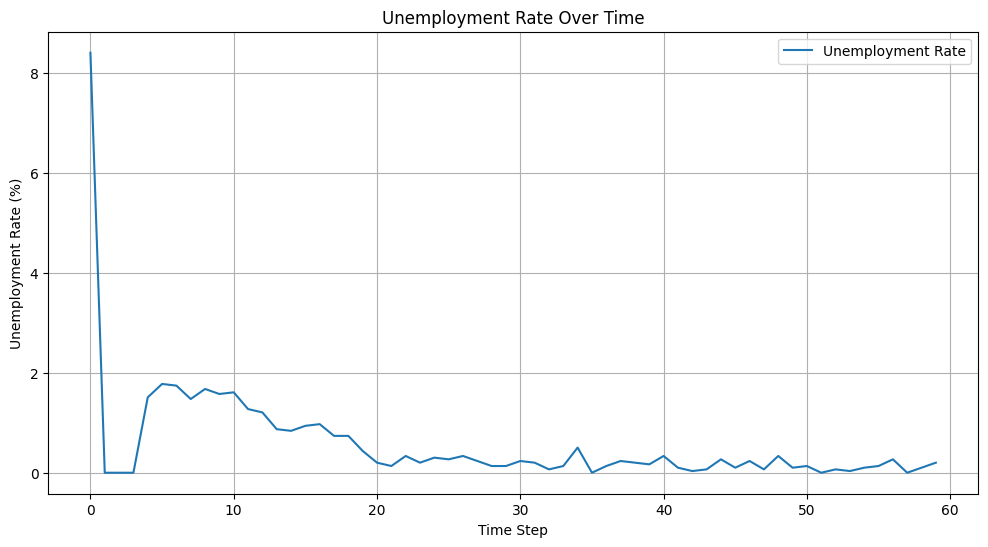 Unemployment Rate Over Time
Unemployment Rate
Unemployment Rate (%)
8
6
4
2
0
0 10 20 30 40 50 60
Time Step